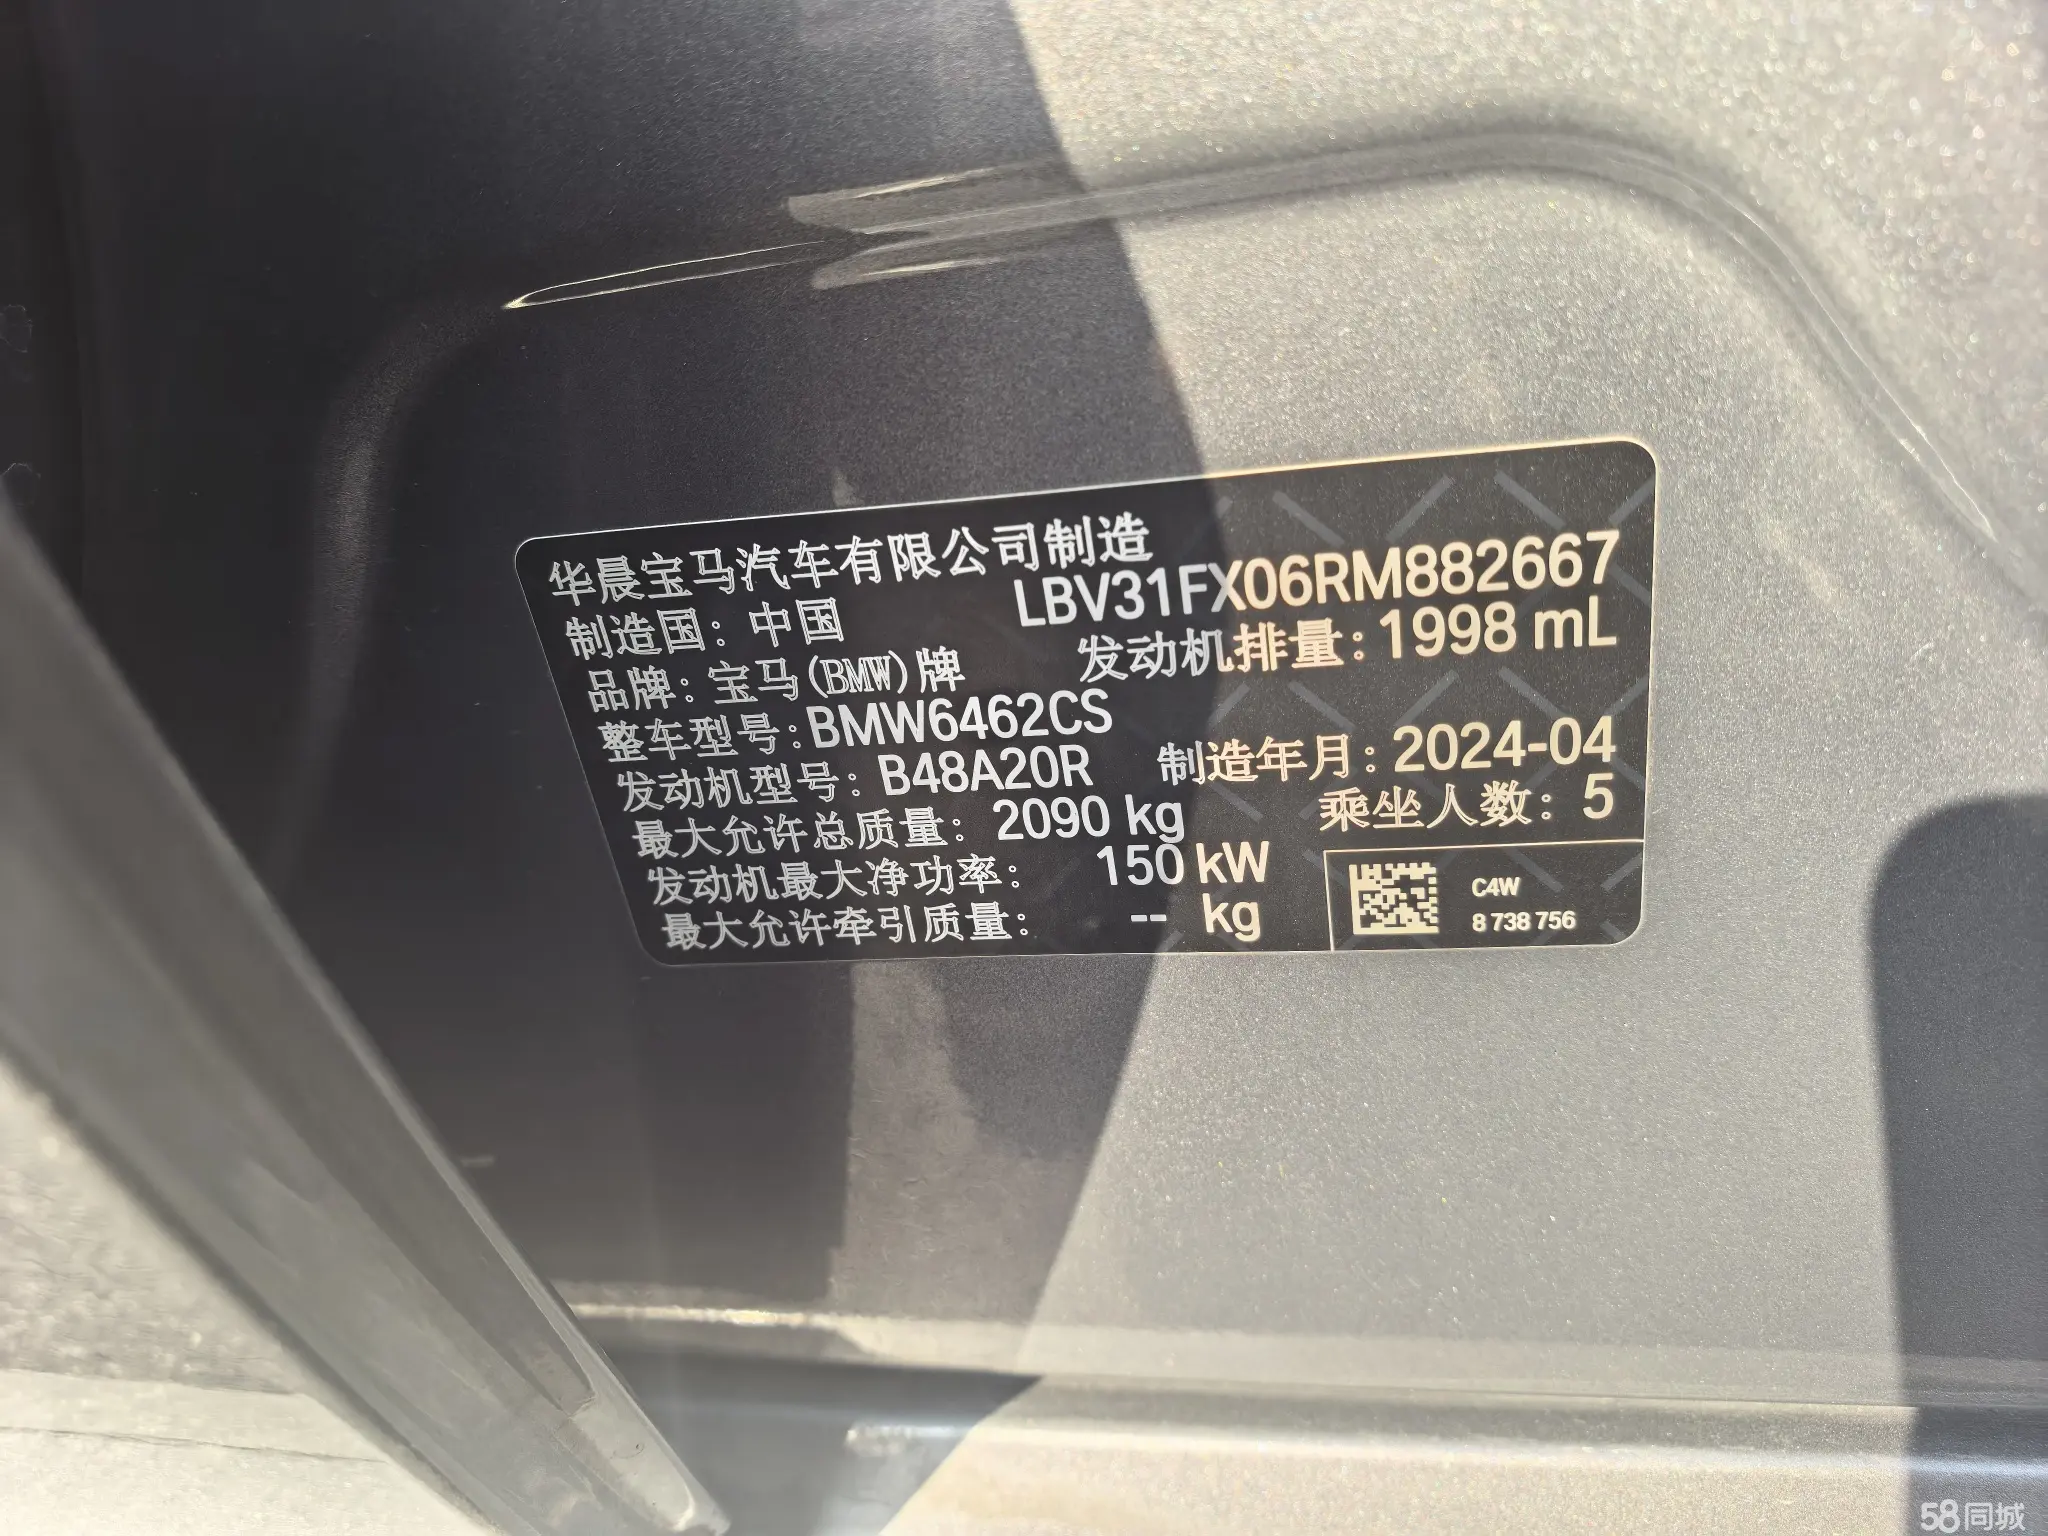 华晨宝马汽车有限公司制造
制造国：中国 LBV31FX06RM882667
品牌：宝马(BMW)牌 发动机排量：1998 mL
整车型号：BMW6462CS
发动机型号：B48A20R 制造年月：2024-04
最大允许总质量：2090 kg 乘坐人数：5
发动机最大净功率：150 kW
最大允许牵引质量：-- kg
C4W
8 738 756
58同城